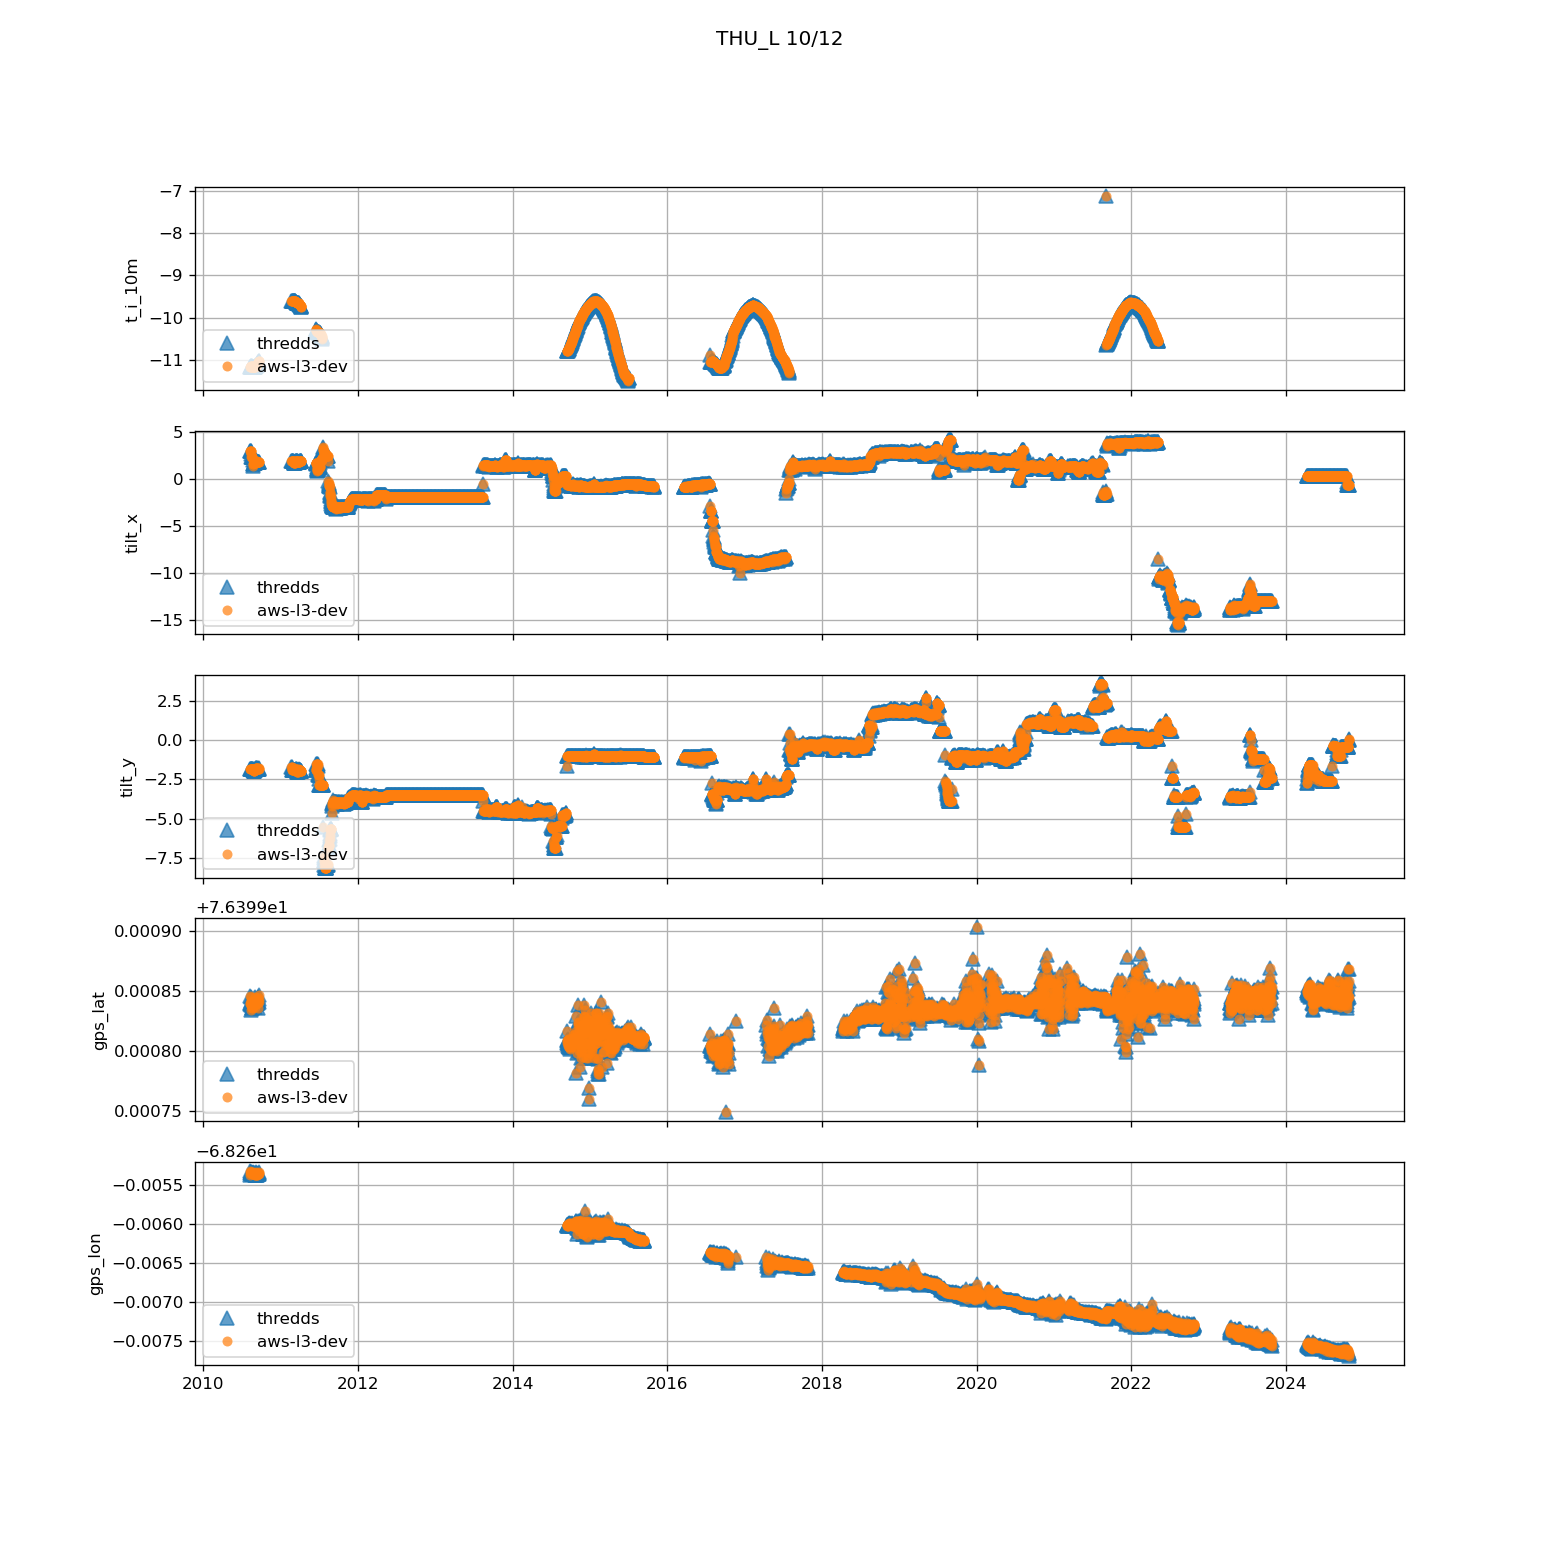 THU_L 10/12
t_i_10m
−7
−8
−9
−10
−11
thredds
aws-l3-dev
tilt_x
5
0
−5
−10
−15
thredds
aws-l3-dev
tilt_y
2.5
0.0
−2.5
−5.0
−7.5
thredds
aws-l3-dev
+7.6399e1
gps_lat
0.00090
0.00085
0.00080
0.00075
thredds
aws-l3-dev
−6.826e1
gps_lon
−0.0055
−0.0060
−0.0065
−0.0070
−0.0075
thredds
aws-l3-dev
2010 2012 2014 2016 2018 2020 2022 2024